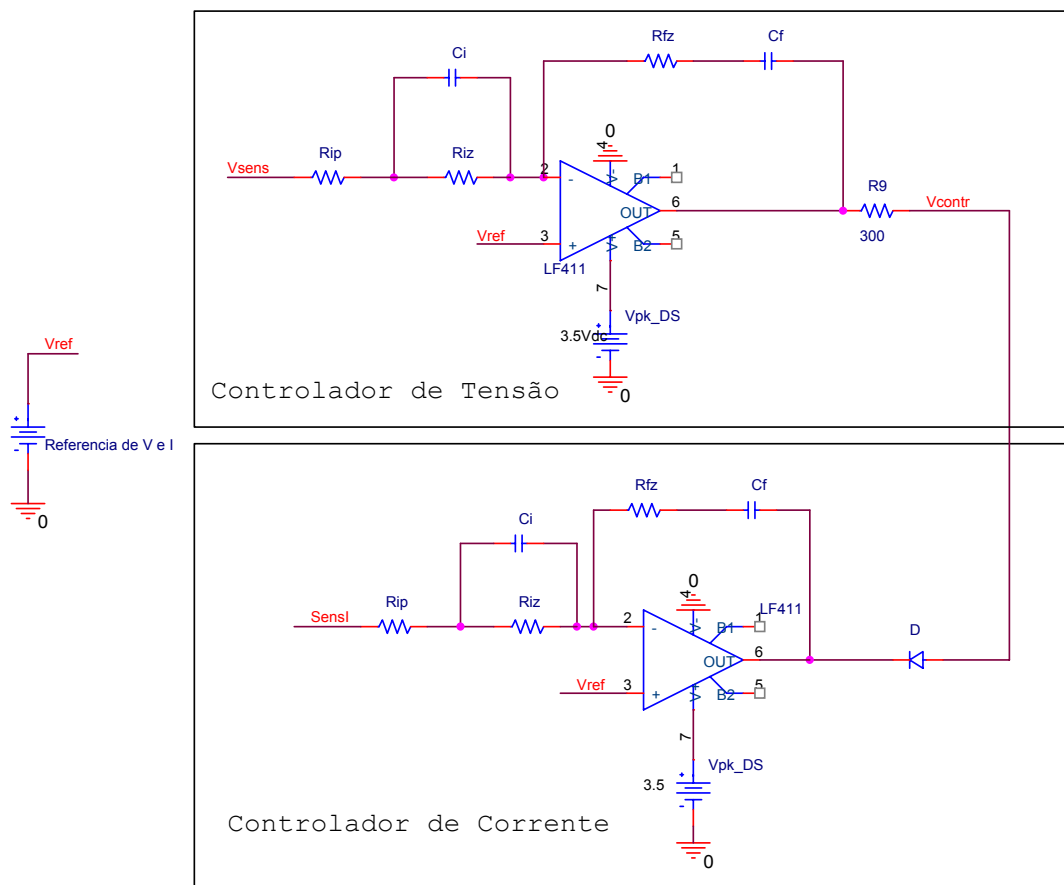 Rfz
Cf
Ci
Rip
Riz
Vsens
2
-
4
0
V-
B1
1
R9
OUT
6
Vcontr
Vref
3
+
V+
B2
5
300
LF411
7
Vpk_DS
3.5Vdc
+
-
0
Controlador de Tensão
Vref
+
-
Referencia de V e I
0
Rfz
Cf
Ci
Rip
Riz
SensI
2
-
4
0
V-
B1
1
LF411
D
OUT
6
Vref
3
+
V+
B2
5
7
Vpk_DS
3.5
+
-
0
Controlador de Corrente